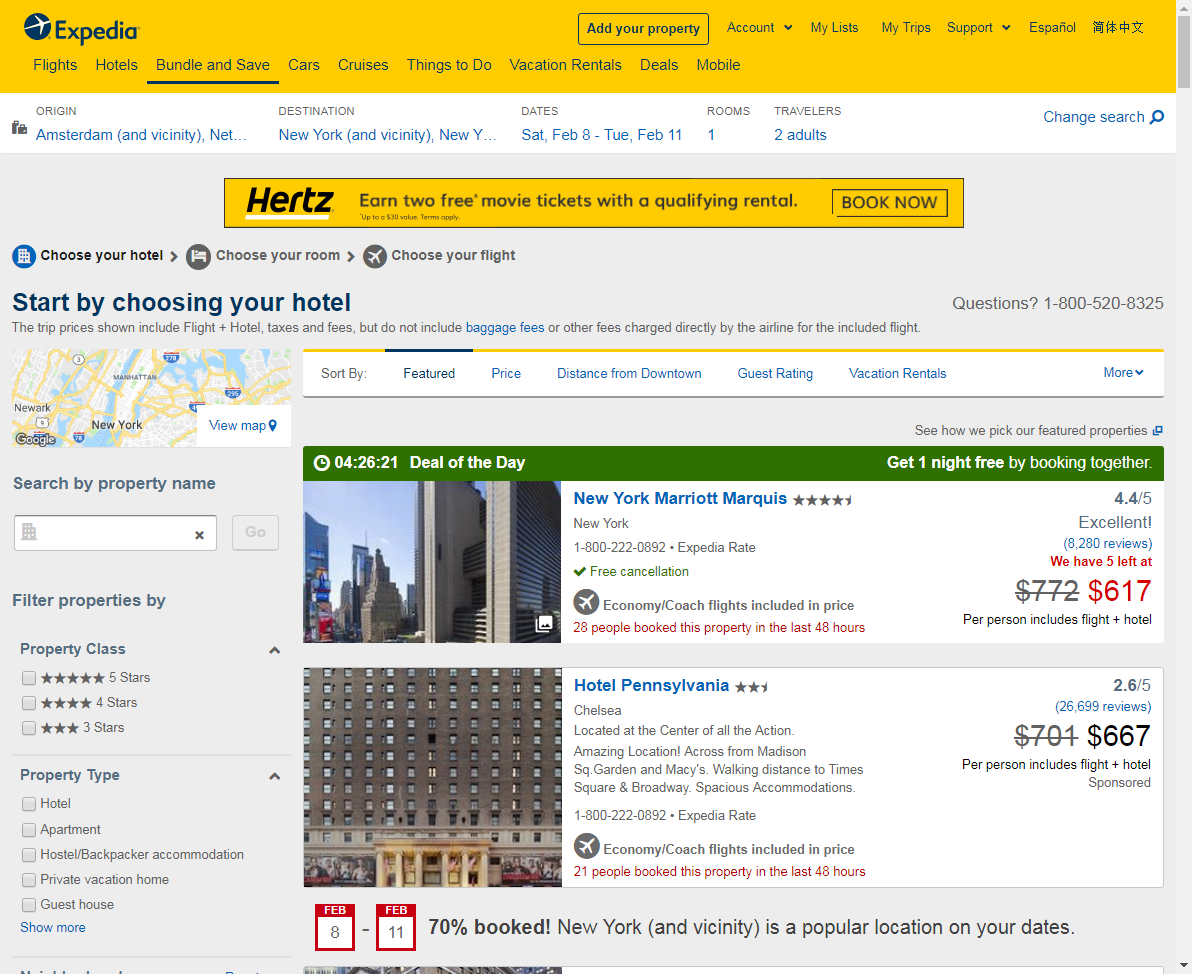 Expedia
Add your property
Account
My Lists
My Trips
Support
Español
简体中文
Flights
Hotels
Bundle and Save
Cars
Cruises
Things to Do
Vacation Rentals
Deals
Mobile
ORIGIN
Amsterdam (and vicinity), Net...
DESTINATION
New York (and vicinity), New Y...
DATES
Sat, Feb 8 - Tue, Feb 11
ROOMS
1
TRAVELERS
2 adults
Change search
Hertz
Earn two free* movie tickets with a qualifying rental.
*Up to a $30 value. Terms apply.
BOOK NOW
Choose your hotel
Choose your room
Choose your flight
Start by choosing your hotel
Questions? 1-800-520-8325
The trip prices shown include Flight + Hotel, taxes and fees, but do not include baggage fees or other fees charged directly by the airline for the included flight.
3
278
MANHATTAN
295
Newark
9
New York
78
Google
View map
Sort By:
Featured
Price
Distance from Downtown
Guest Rating
Vacation Rentals
More
See how we pick our featured properties
Search by property name
Go
Filter properties by
Property Class
5 Stars
4 Stars
3 Stars
Property Type
Hotel
Apartment
Hostel/Backpacker accommodation
Private vacation home
Guest house
Show more
04:26:21 Deal of the Day
Get 1 night free by booking together.
New York Marriott Marquis
New York
1-800-222-0892 • Expedia Rate
Free cancellation
Economy/Coach flights included in price
28 people booked this property in the last 48 hours
4.4/5
Excellent!
(8,280 reviews)
We have 5 left at
$772 $617
Per person includes flight + hotel
Hotel Pennsylvania
Chelsea
Located at the Center of all the Action.
Amazing Location! Across from Madison
Sq.Garden and Macy's. Walking distance to Times
Square & Broadway. Spacious Accommodations.
1-800-222-0892 • Expedia Rate
Economy/Coach flights included in price
21 people booked this property in the last 48 hours
2.6/5
(26,699 reviews)
$701 $667
Per person includes flight + hotel
Sponsored
FEB
8
-
FEB
11
70% booked! New York (and vicinity) is a popular location on your dates.